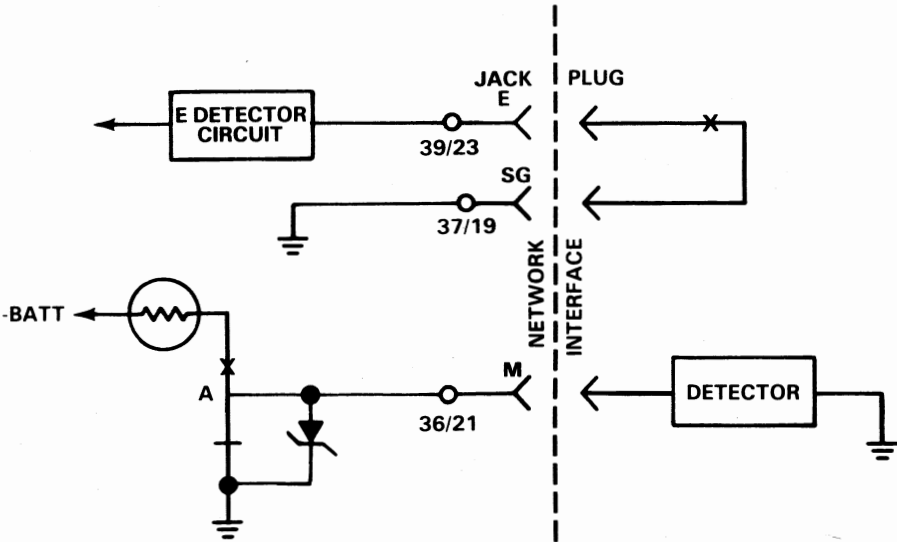 JACK
PLUG
E
E DETECTOR
CIRCUIT
39/23
SG
37/19
NETWORK
INTERFACE
-BATT
M
A
36/21
DETECTOR